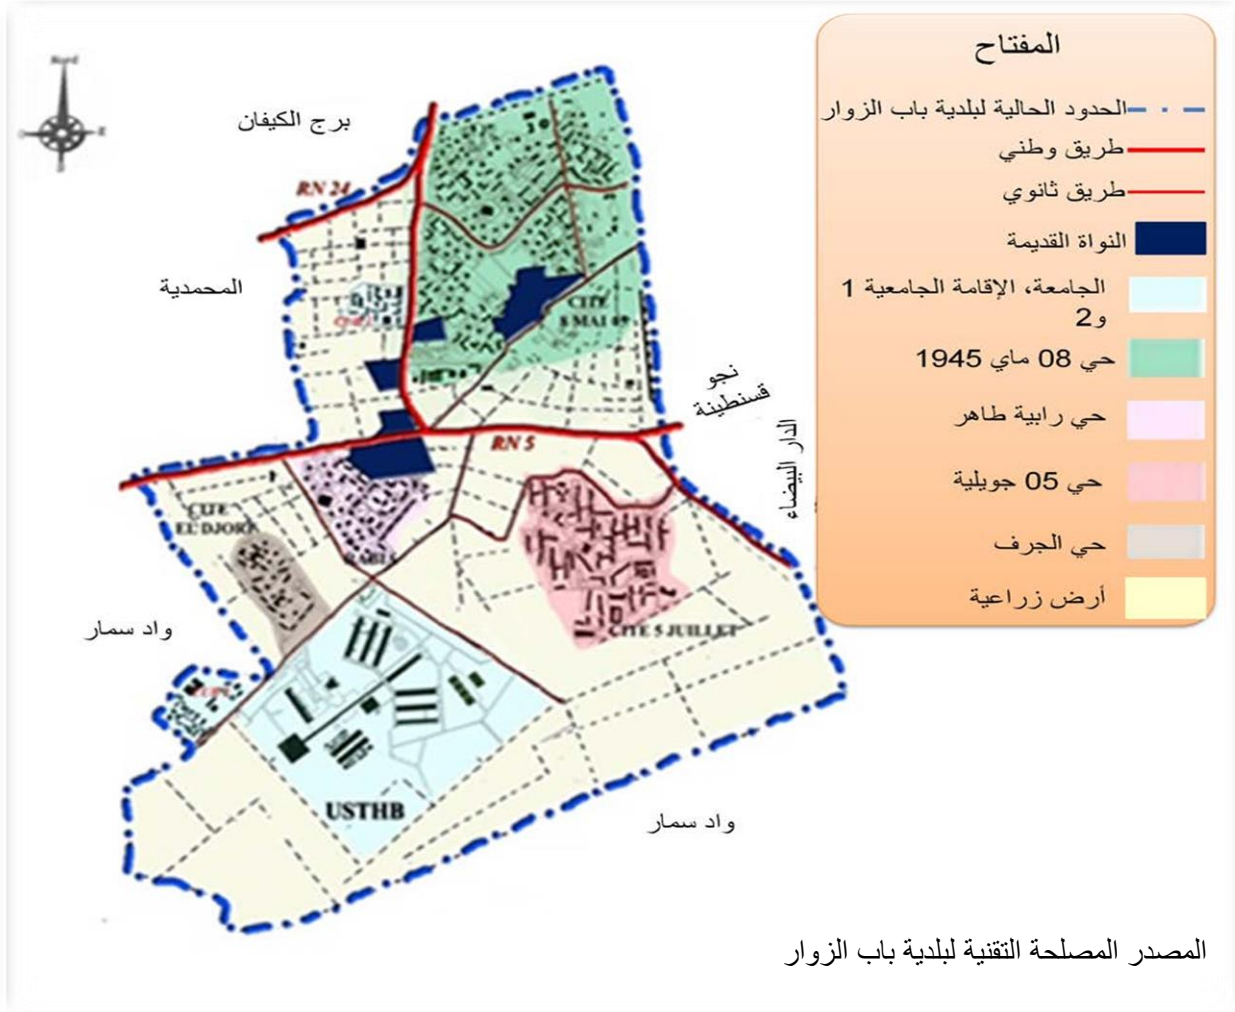 المفتاح
الحدود الحالية لبلدية باب الزوار
طريق وطني
طريق ثانوي
النواة القديمة
الجامعة، الإقامة الجامعية 1
و2
حي 08 ماي 1945
حي رابية طاهر
حي 05 جويلية
حي الجرف
أرض زراعية
Nord
برج الكيفان
RN 24
المحمدية
CITE
8 MAI 45
نجو
قسنطينة
RN 5
الدار البيضاء
CITE
EL DJORF
CITE 5 JUILLET
واد سمار
USTHB
واد سمار
المصدر المصلحة التقنية لبلدية باب الزوار